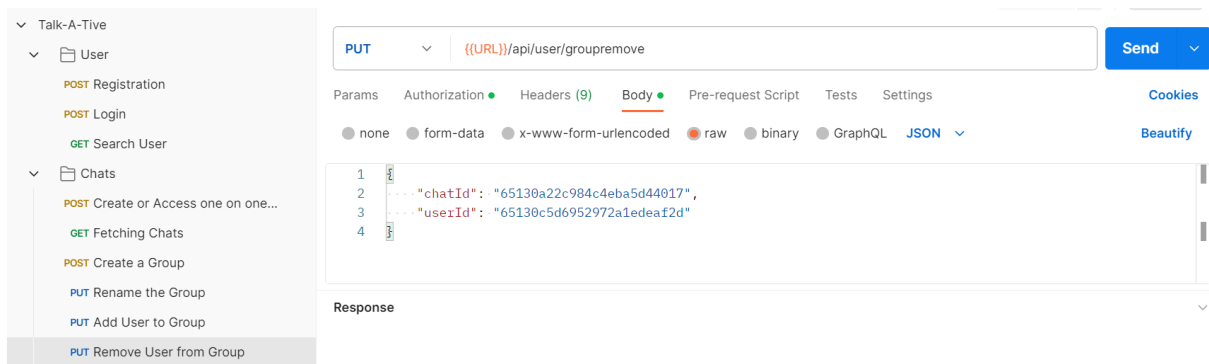 Talk-A-Tive
User
POST Registration
POST Login
GET Search User
Chats
POST Create or Access one on one...
GET Fetching Chats
POST Create a Group
PUT Rename the Group
PUT Add User to Group
PUT Remove User from Group
PUT {{URL}}/api/user/groupremove Send
Params Authorization Headers (9) Body Pre-request Script Tests Settings Cookies
none form-data x-www-form-urlencoded raw binary GraphQL JSON Beautify
1 {
2 "chatId": "65130a22c984c4eba5d44017",
3 "userId": "65130c5d6952972a1edeaf2d"
4 }
Response